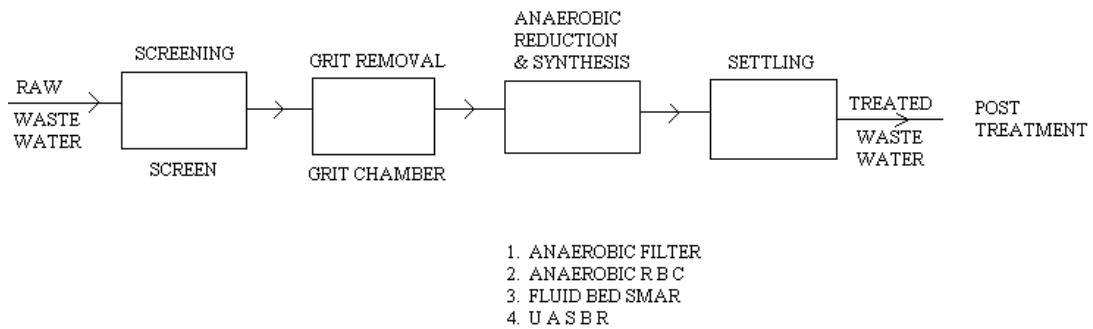 RAW
WASTE
WATER
SCREENING
SCREEN
GRIT REMOVAL
GRIT CHAMBER
ANAEROBIC
REDUCTION
& SYNTHESIS
SETTLING
TREATED
WASTE
WATER
POST
TREATMENT
1. ANAEROBIC FILTER
2. ANAEROBIC R B C
3. FLUID BED SMAR
4. U A S B R